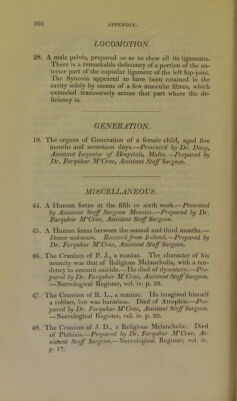 266
APPENDIX.
LOCOMOTION.
28. A male pelvis, prepared so as to show all its ligaments.
There is a remarkable deficiency of a portion of the an-
terior part of the capsular ligament of the left hip-joint.
The Synovia appeared to have been retained in the
cavity solely by means of a few muscular fibres, which
extended transversely across that part where the de-
ficiency is.
GENERATION.
18. The organs of Generation of a female child, aged five
months and seventeen days.—Presented by Dr. Davy,
Assistant Inspector of Hospitals, Malta.—Prepared by
Dr. Farquhar M'Crae, Assistant Staff Surgeon.
MISCELLANEOUS.
44. A Human fœtus at the fifth or sixth week.—Presented
by Assistant Staff Surgeon Menzies.—Prepared by Dr.
Farquhar M'Crae, Assistant Staff Surgeon.
45. A Human fœtus between the second and third months.—
Donor unknown. Received from Ireland.—Prepared by
Dr. Farquhar M'Crae, Assistant Staff Surgeon.
46. The Cranium of P. J., a maniac. The character of his
insanity was that of Religious Melancholia, with a ten-
dency to commit suicide.—He died of dysentery.—Pre-
pared by Dr. Farquhar M'Crae, Assistant Staff Surgeon.
—Necrological Register, vol. iv. p. 39.
47. The Cranium of R. L., a maniac. He imagined himself
a robber, but was harmless. Died of Atrophia.—Pre-
pared by Dr. Farquhar M'Crae, Assistant Staff Surgeon.
—Necrological Register, vol. iv. p. 20.
48. The Cranium of J. D., a Religious Melancholic. Died
of Phthisis.—Prepared by Dr. Farquhar M'Crae, As-
sistant Staff Surgeon.—Necrological Register, vol. iv.
p. 17.